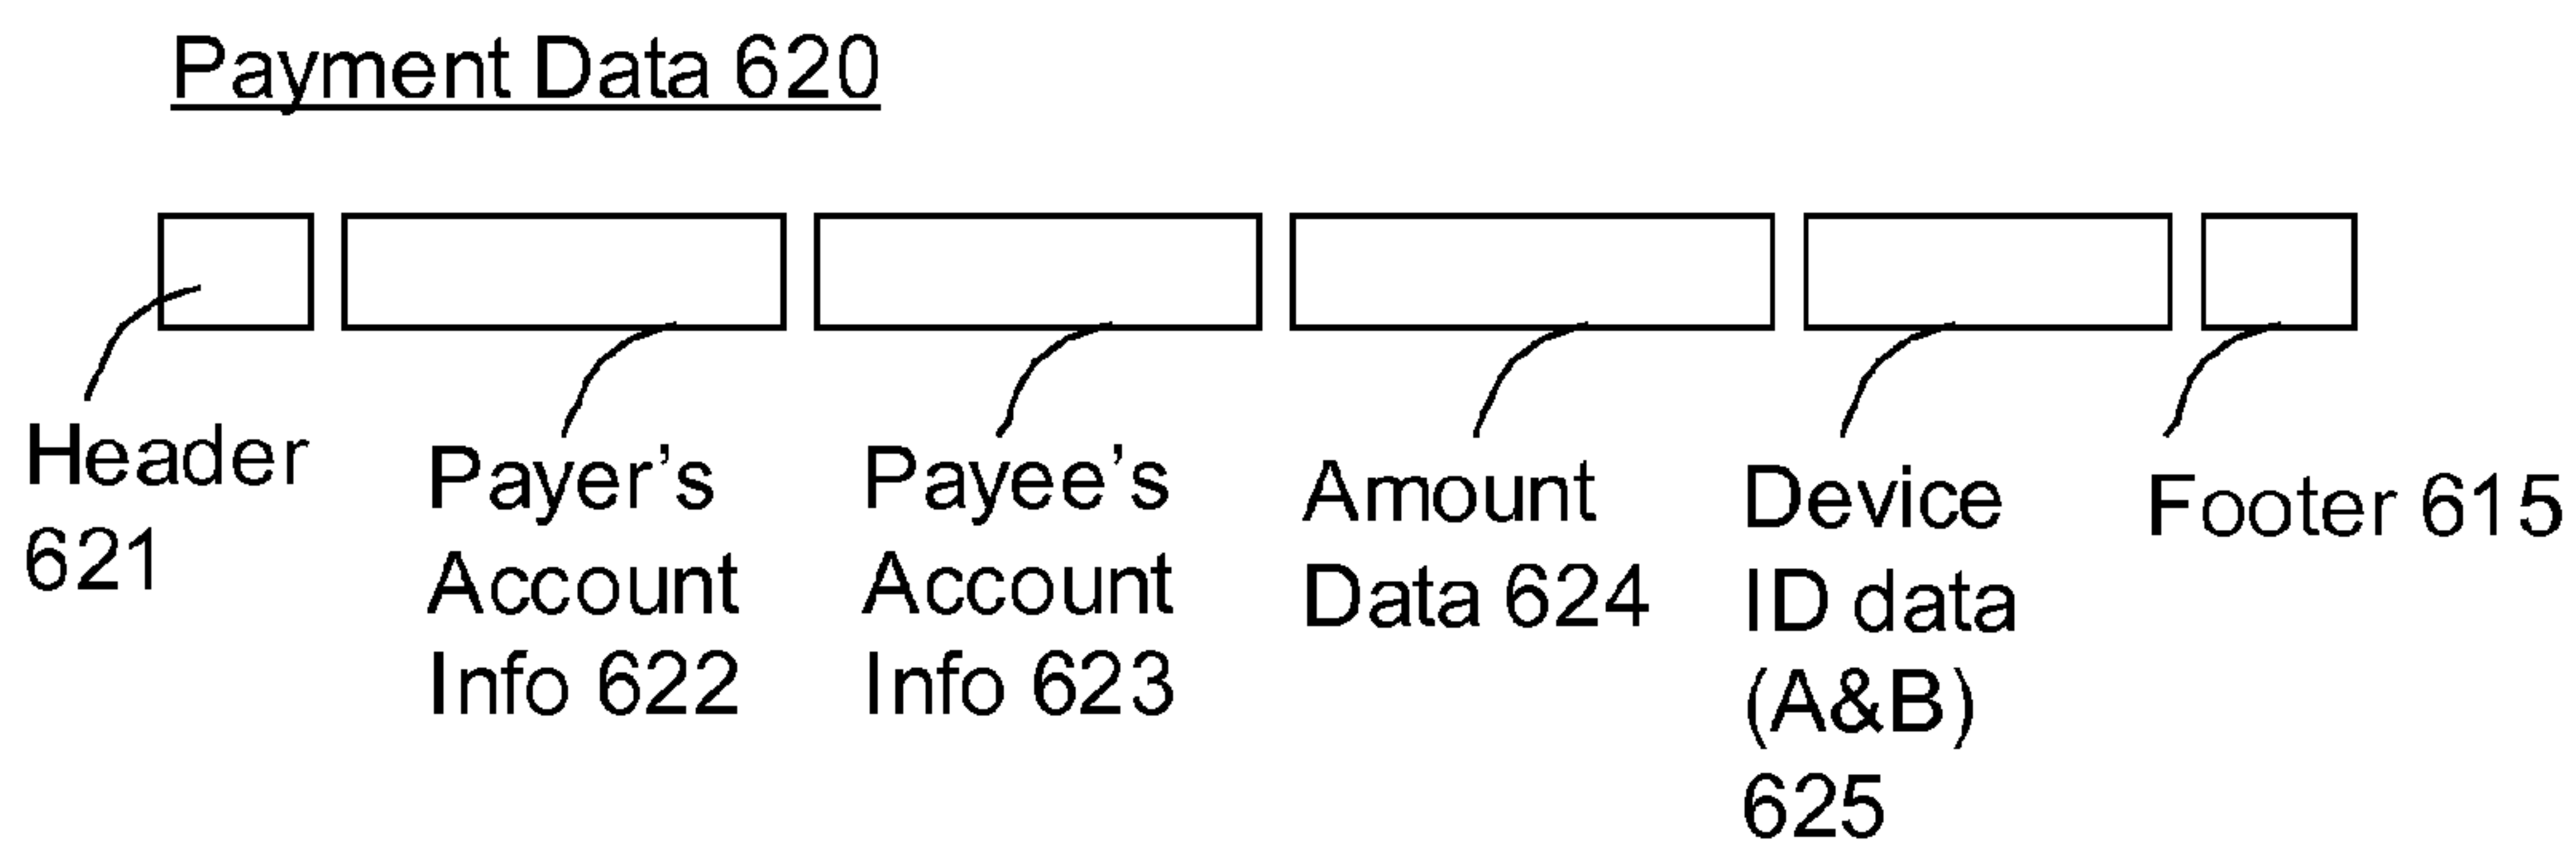 Payment Data 620
Header
621
Payer’s
Account
Info 622
Payee’s
Account
Info 623
Amount
Data 624
Device
ID data
(A&B)
625
Footer 615